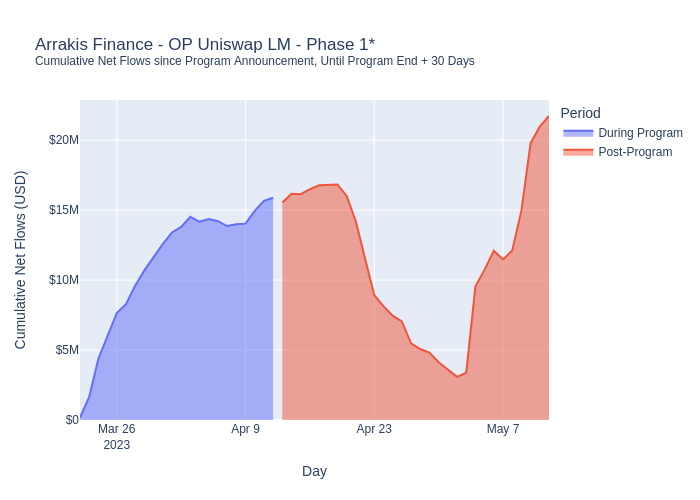 Arrakis Finance - OP Uniswap LM - Phase 1*
Cumulative Net Flows since Program Announcement, Until Program End + 30 Days
Period
During Program
Post-Program
Cumulative Net Flows (USD)
$20M
$15M
$10M
$5M
$0
Mar 26
2023
Apr 9
Apr 23
May 7
Day